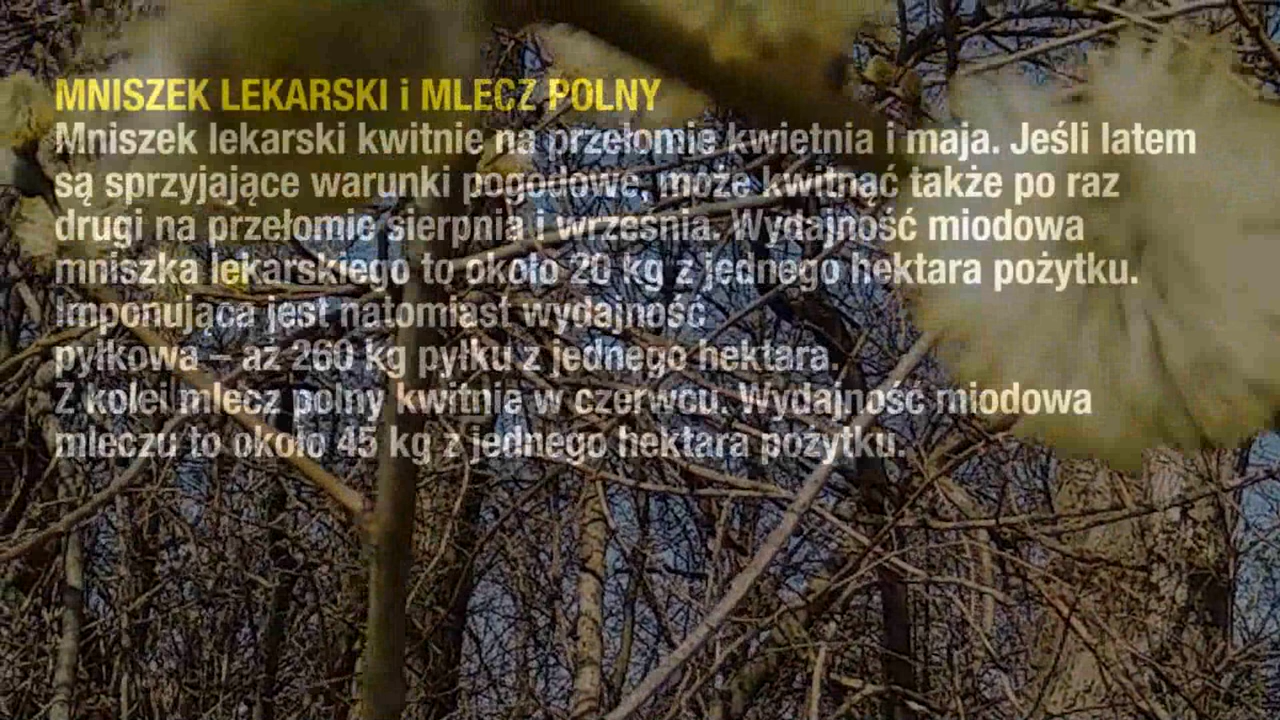 MNISZEK LEKARSKI i MLECZ POLNY
Mniszek lekarski kwitnie na przełomie kwietnia i maja. Jeśli latem
są sprzyjające warunki pogodowe, może kwitnąć także po raz
drugi na przełomie sierpnia i września. Wydajność miodowa
mniszka lekarskiego to około 20 kg z jednego hektara pożytku.
Imponująca jest natomiast wydajność
pyłkowa – aż 260 kg pyłku z jednego hektara.
Z kolei mlecz polny kwitnie w czerwcu. Wydajność miodowa
mleczu to około 45 kg z jednego hektara pożytku.